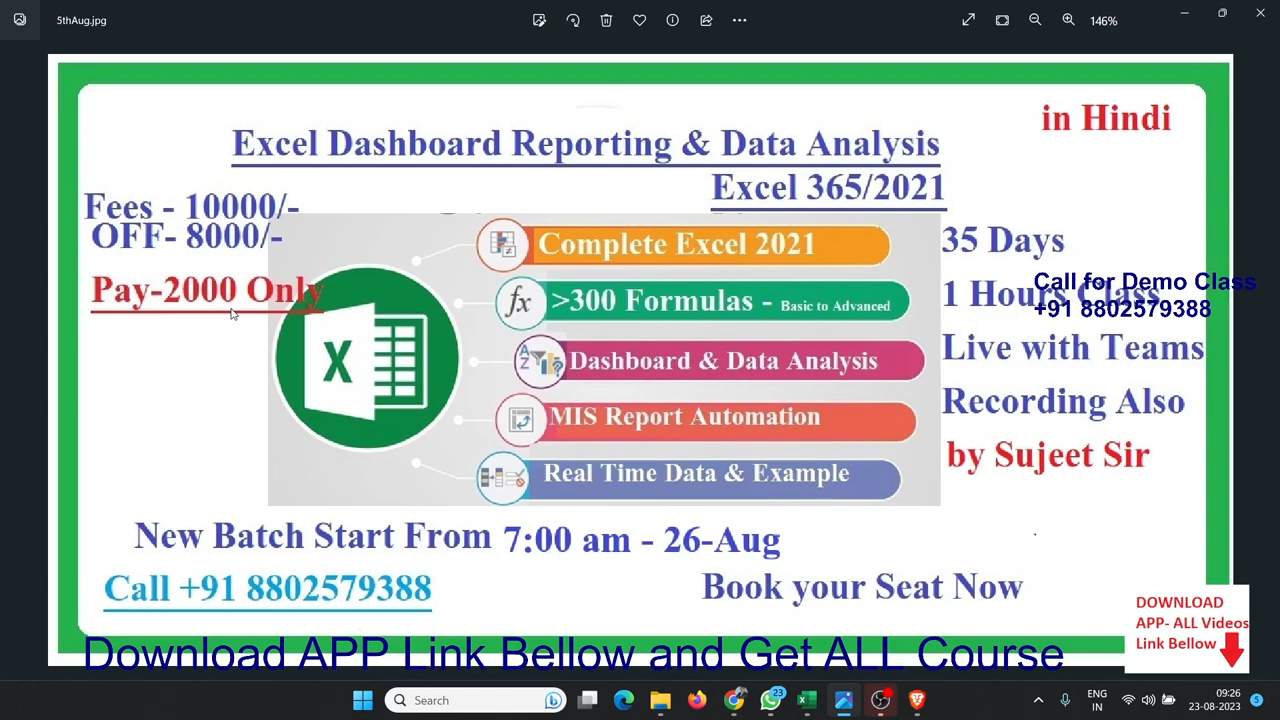 5thAug.jpg
146%
in Hindi
Excel Dashboard Reporting & Data Analysis
Excel 365/2021
Fees - 10000/-
OFF- 8000/-
Pay-2000 Only
Complete Excel 2021
fx >300 Formulas - Basic to Advanced
A
Z
? Dashboard & Data Analysis
MIS Report Automation
Real Time Data & Example
X
35 Days
1 Hours Class
Call for Demo Class
+91 8802579388
Live with Teams
Recording Also
by Sujeet Sir
New Batch Start From 7:00 am - 26-Aug
Call +91 8802579388
Book your Seat Now
DOWNLOAD
APP- ALL Videos
Link Bellow
Download APP Link Bellow and Get ALL Course
Search
23
ENG
IN
09:26
23-08-2023
5